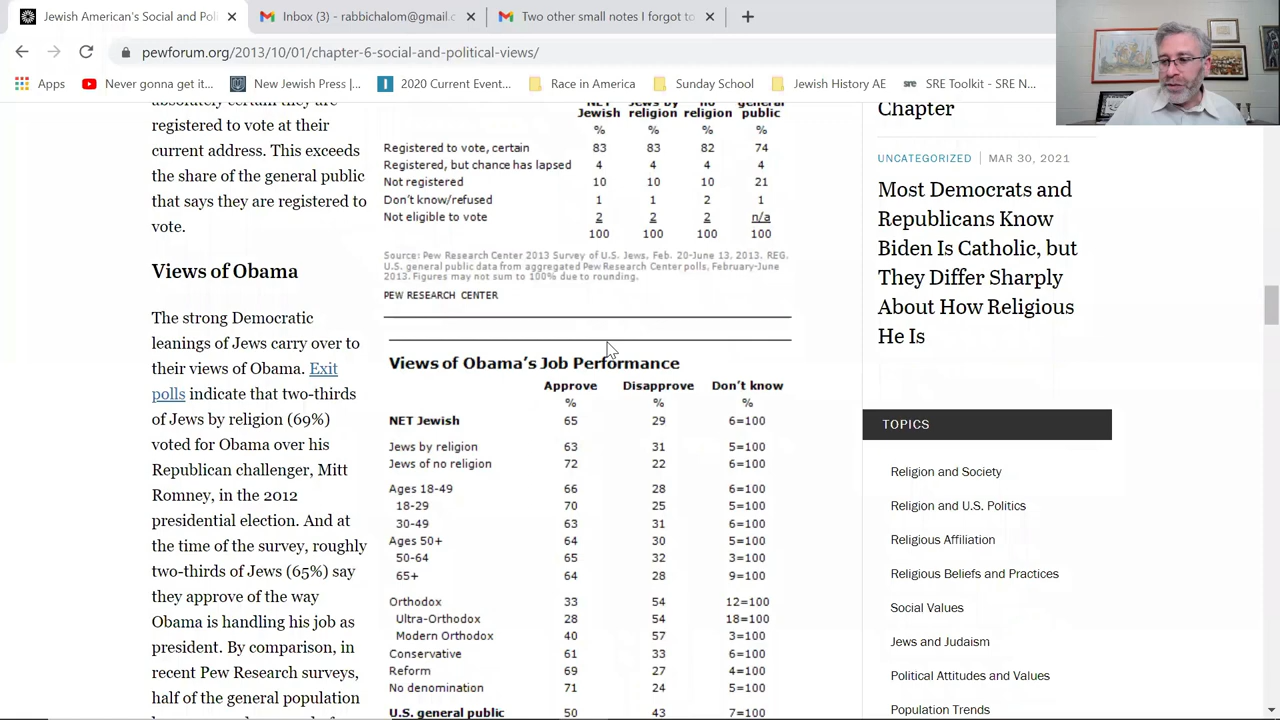 Jewish American's Social and Pol
Inbox (3) - rabbichalom@gmail.
Two other small notes I forgot to
pewforum.org/2013/10/01/chapter-6-social-and-political-views/
Apps
Never gonna get it...
New Jewish Press |...
2020 Current Event...
Race in America
Sunday School
Jewish History AE
SRE Toolkit - SRE N...
absolutely certain they are
registered to vote at their
current address. This exceeds
the share of the general public
that says they are registered to
vote.
Views of Obama
The strong Democratic
leanings of Jews carry over to
their views of Obama. Exit
polls indicate that two-thirds
of Jews by religion (69%)
voted for Obama over his
Republican challenger, Mitt
Romney, in the 2012
presidential election. And at
the time of the survey, roughly
two-thirds of Jews (65%) say
they approve of the way
Obama is handling his job as
president. By comparison, in
recent Pew Research surveys,
half of the general population
NET Jews by no general
Jewish religion religion public
% % % %
Registered to vote, certain 83 83 82 74
Registered, but chance has lapsed 4 4 4 4
Not registered 10 10 10 21
Don't know/refused 1 1 2 1
Not eligible to vote 2 2 2 n/a
100 100 100 100
Source: Pew Research Center 2013 Survey of U.S. Jews, Feb. 20-June 13, 2013. REG.
U.S. general public data from aggregated Pew Research Center polls, February-June
2013. Figures may not sum to 100% due to rounding.
PEW RESEARCH CENTER
Views of Obama's Job Performance
Approve Disapprove Don't know
% % %
NET Jewish 65 29 6=100
Jews by religion 63 31 5=100
Jews of no religion 72 22 6=100
Ages 18-49 66 28 6=100
18-29 70 25 5=100
30-49 63 31 6=100
Ages 50+ 64 30 5=100
50-64 65 32 3=100
65+ 64 28 9=100
Orthodox 33 54 12=100
Ultra-Orthodox 28 54 18=100
Modern Orthodox 40 57 3=100
Conservative 61 33 6=100
Reform 69 27 4=100
No denomination 71 24 5=100
U.S. general public 50 43 7=100
Chapter
UNCATEGORIZED | MAR 30, 2021
Most Democrats and
Republicans Know
Biden Is Catholic, but
They Differ Sharply
About How Religious
He Is
TOPICS
Religion and Society
Religion and U.S. Politics
Religious Affiliation
Religious Beliefs and Practices
Social Values
Jews and Judaism
Political Attitudes and Values
Population Trends